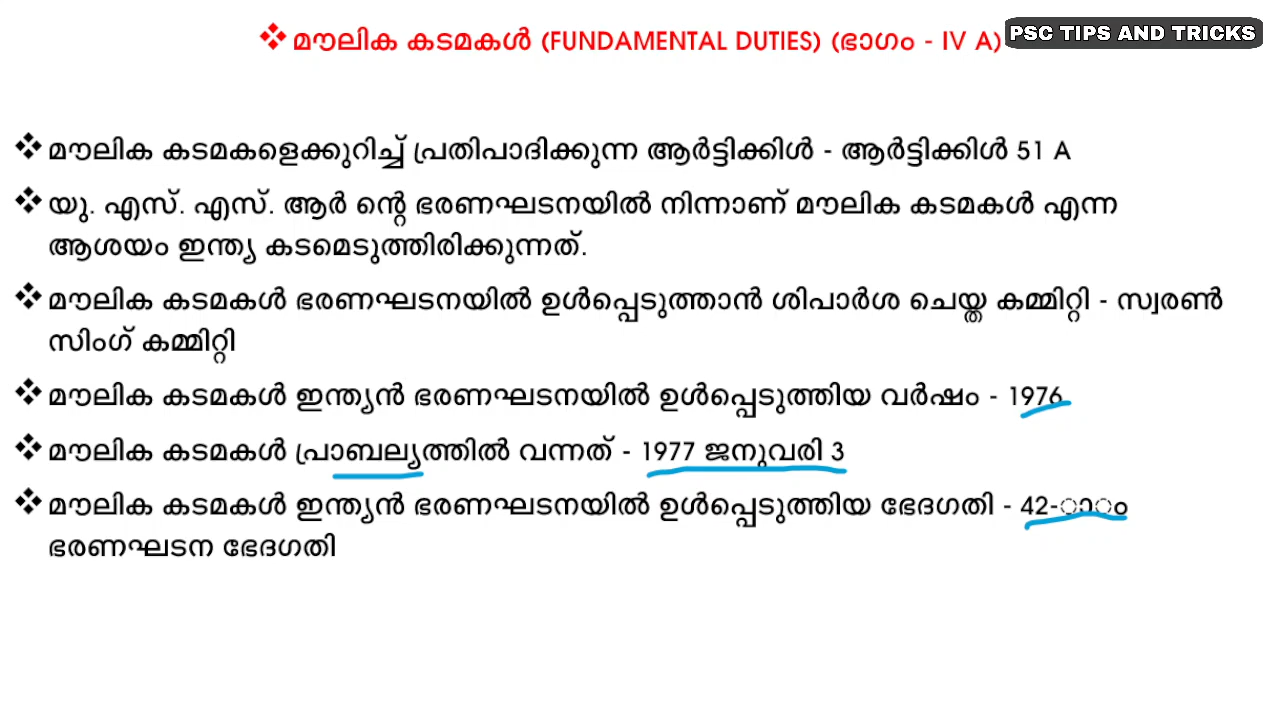 ❖ മൗലിക കടമകൾ (FUNDAMENTAL DUTIES) (ഭാഗം - IV A)
PSC TIPS AND TRICKS
❖ മൗലിക കടമകളെക്കുറിച്ച് പ്രതിപാദിക്കുന്ന ആർട്ടിക്കിൾ - ആർട്ടിക്കിൾ 51 A
❖ യു. എസ്. എസ്. ആർ ന്റെ ഭരണഘടനയിൽ നിന്നാണ് മൗലിക കടമകൾ എന്ന
ആശയം ഇന്ത്യ കടമെടുത്തിരിക്കുന്നത്.
❖ മൗലിക കടമകൾ ഭരണഘടനയിൽ ഉൾപ്പെടുത്താൻ ശിപാർശ ചെയ്ത കമ്മിറ്റി - സ്വരൺ
സിംഗ് കമ്മിറ്റി
❖ മൗലിക കടമകൾ ഇന്ത്യൻ ഭരണഘടനയിൽ ഉൾപ്പെടുത്തിയ വർഷം - 1976
❖ മൗലിക കടമകൾ പ്രാബല്യത്തിൽ വന്നത് - 1977 ജനുവരി 3
❖ മൗലിക കടമകൾ ഇന്ത്യൻ ഭരണഘടനയിൽ ഉൾപ്പെടുത്തിയ ഭേദഗതി - 42-ാം
ഭരണഘടന ഭേദഗതി